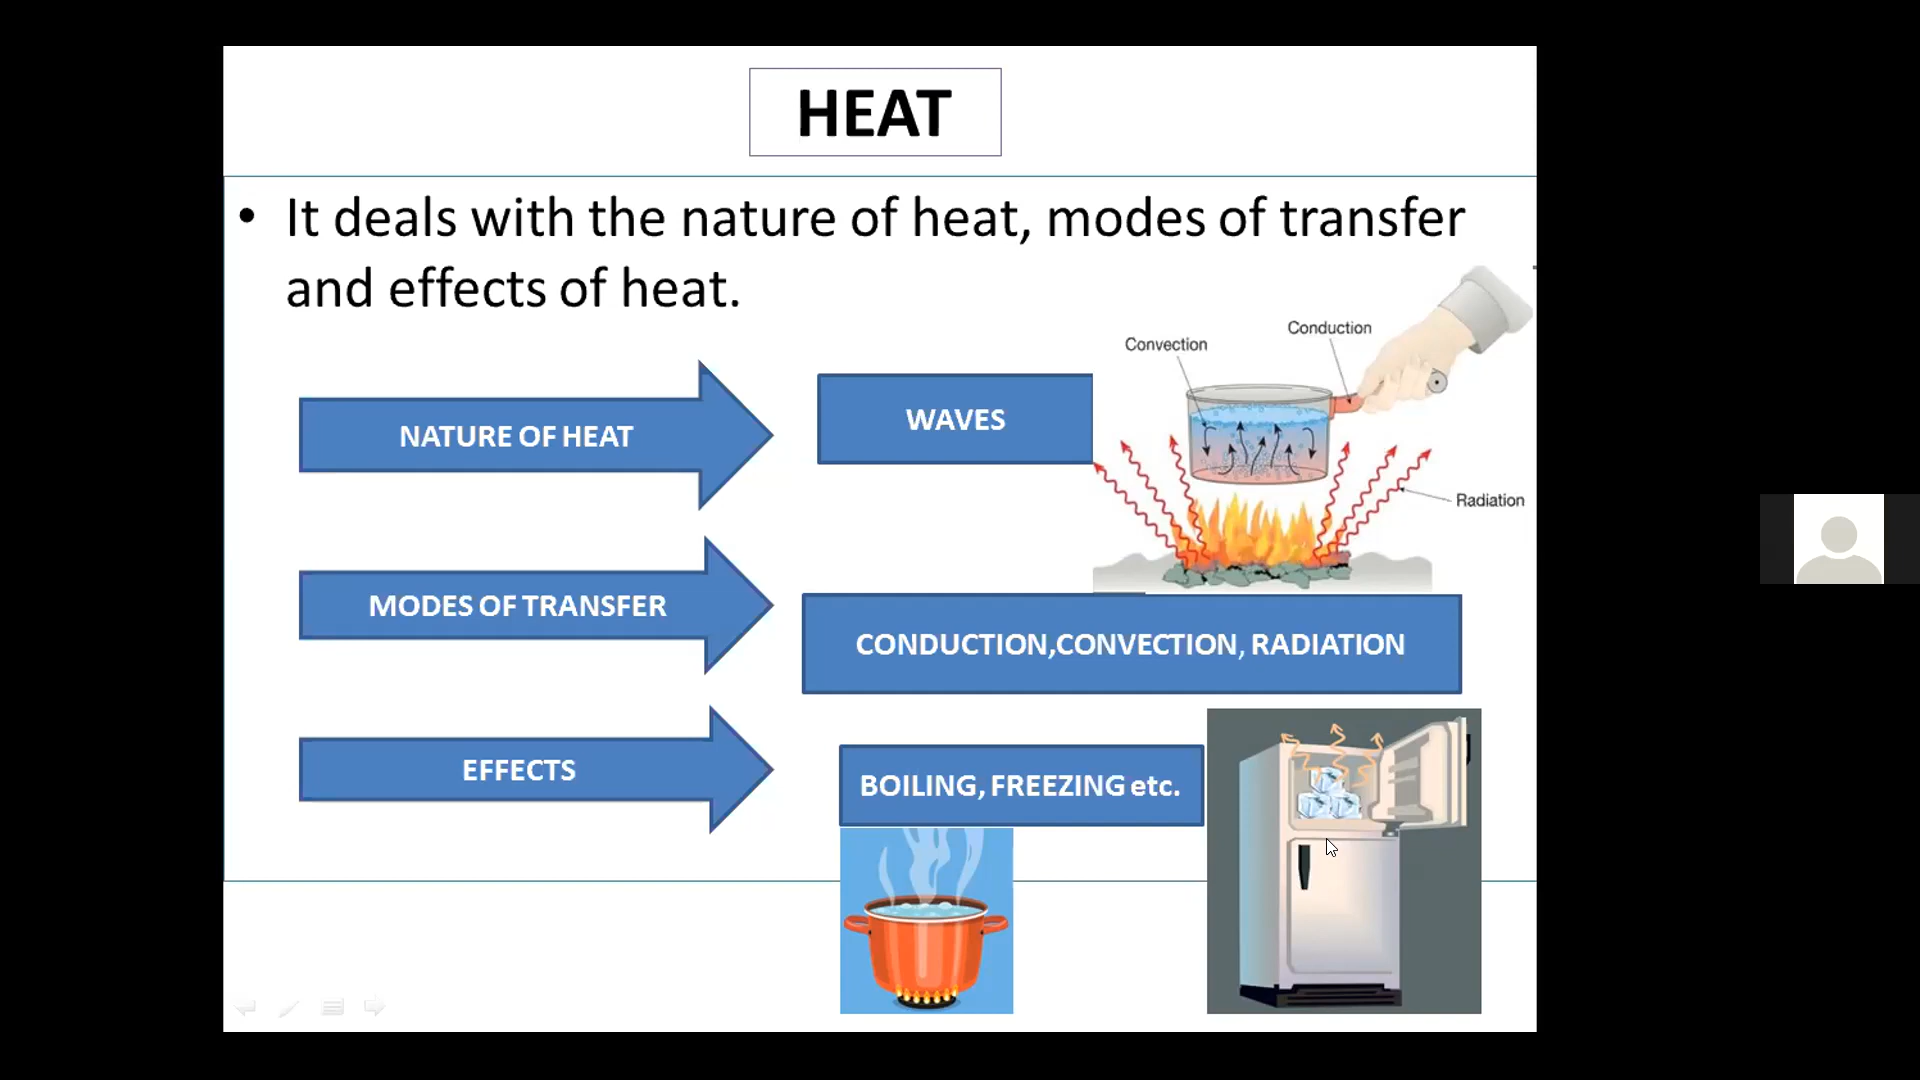 HEAT
• It deals with the nature of heat, modes of transfer
and effects of heat.
Conduction
Convection
NATURE OF HEAT
WAVES
Radiation
MODES OF TRANSFER
CONDUCTION,CONVECTION, RADIATION
EFFECTS
BOILING, FREEZING etc.